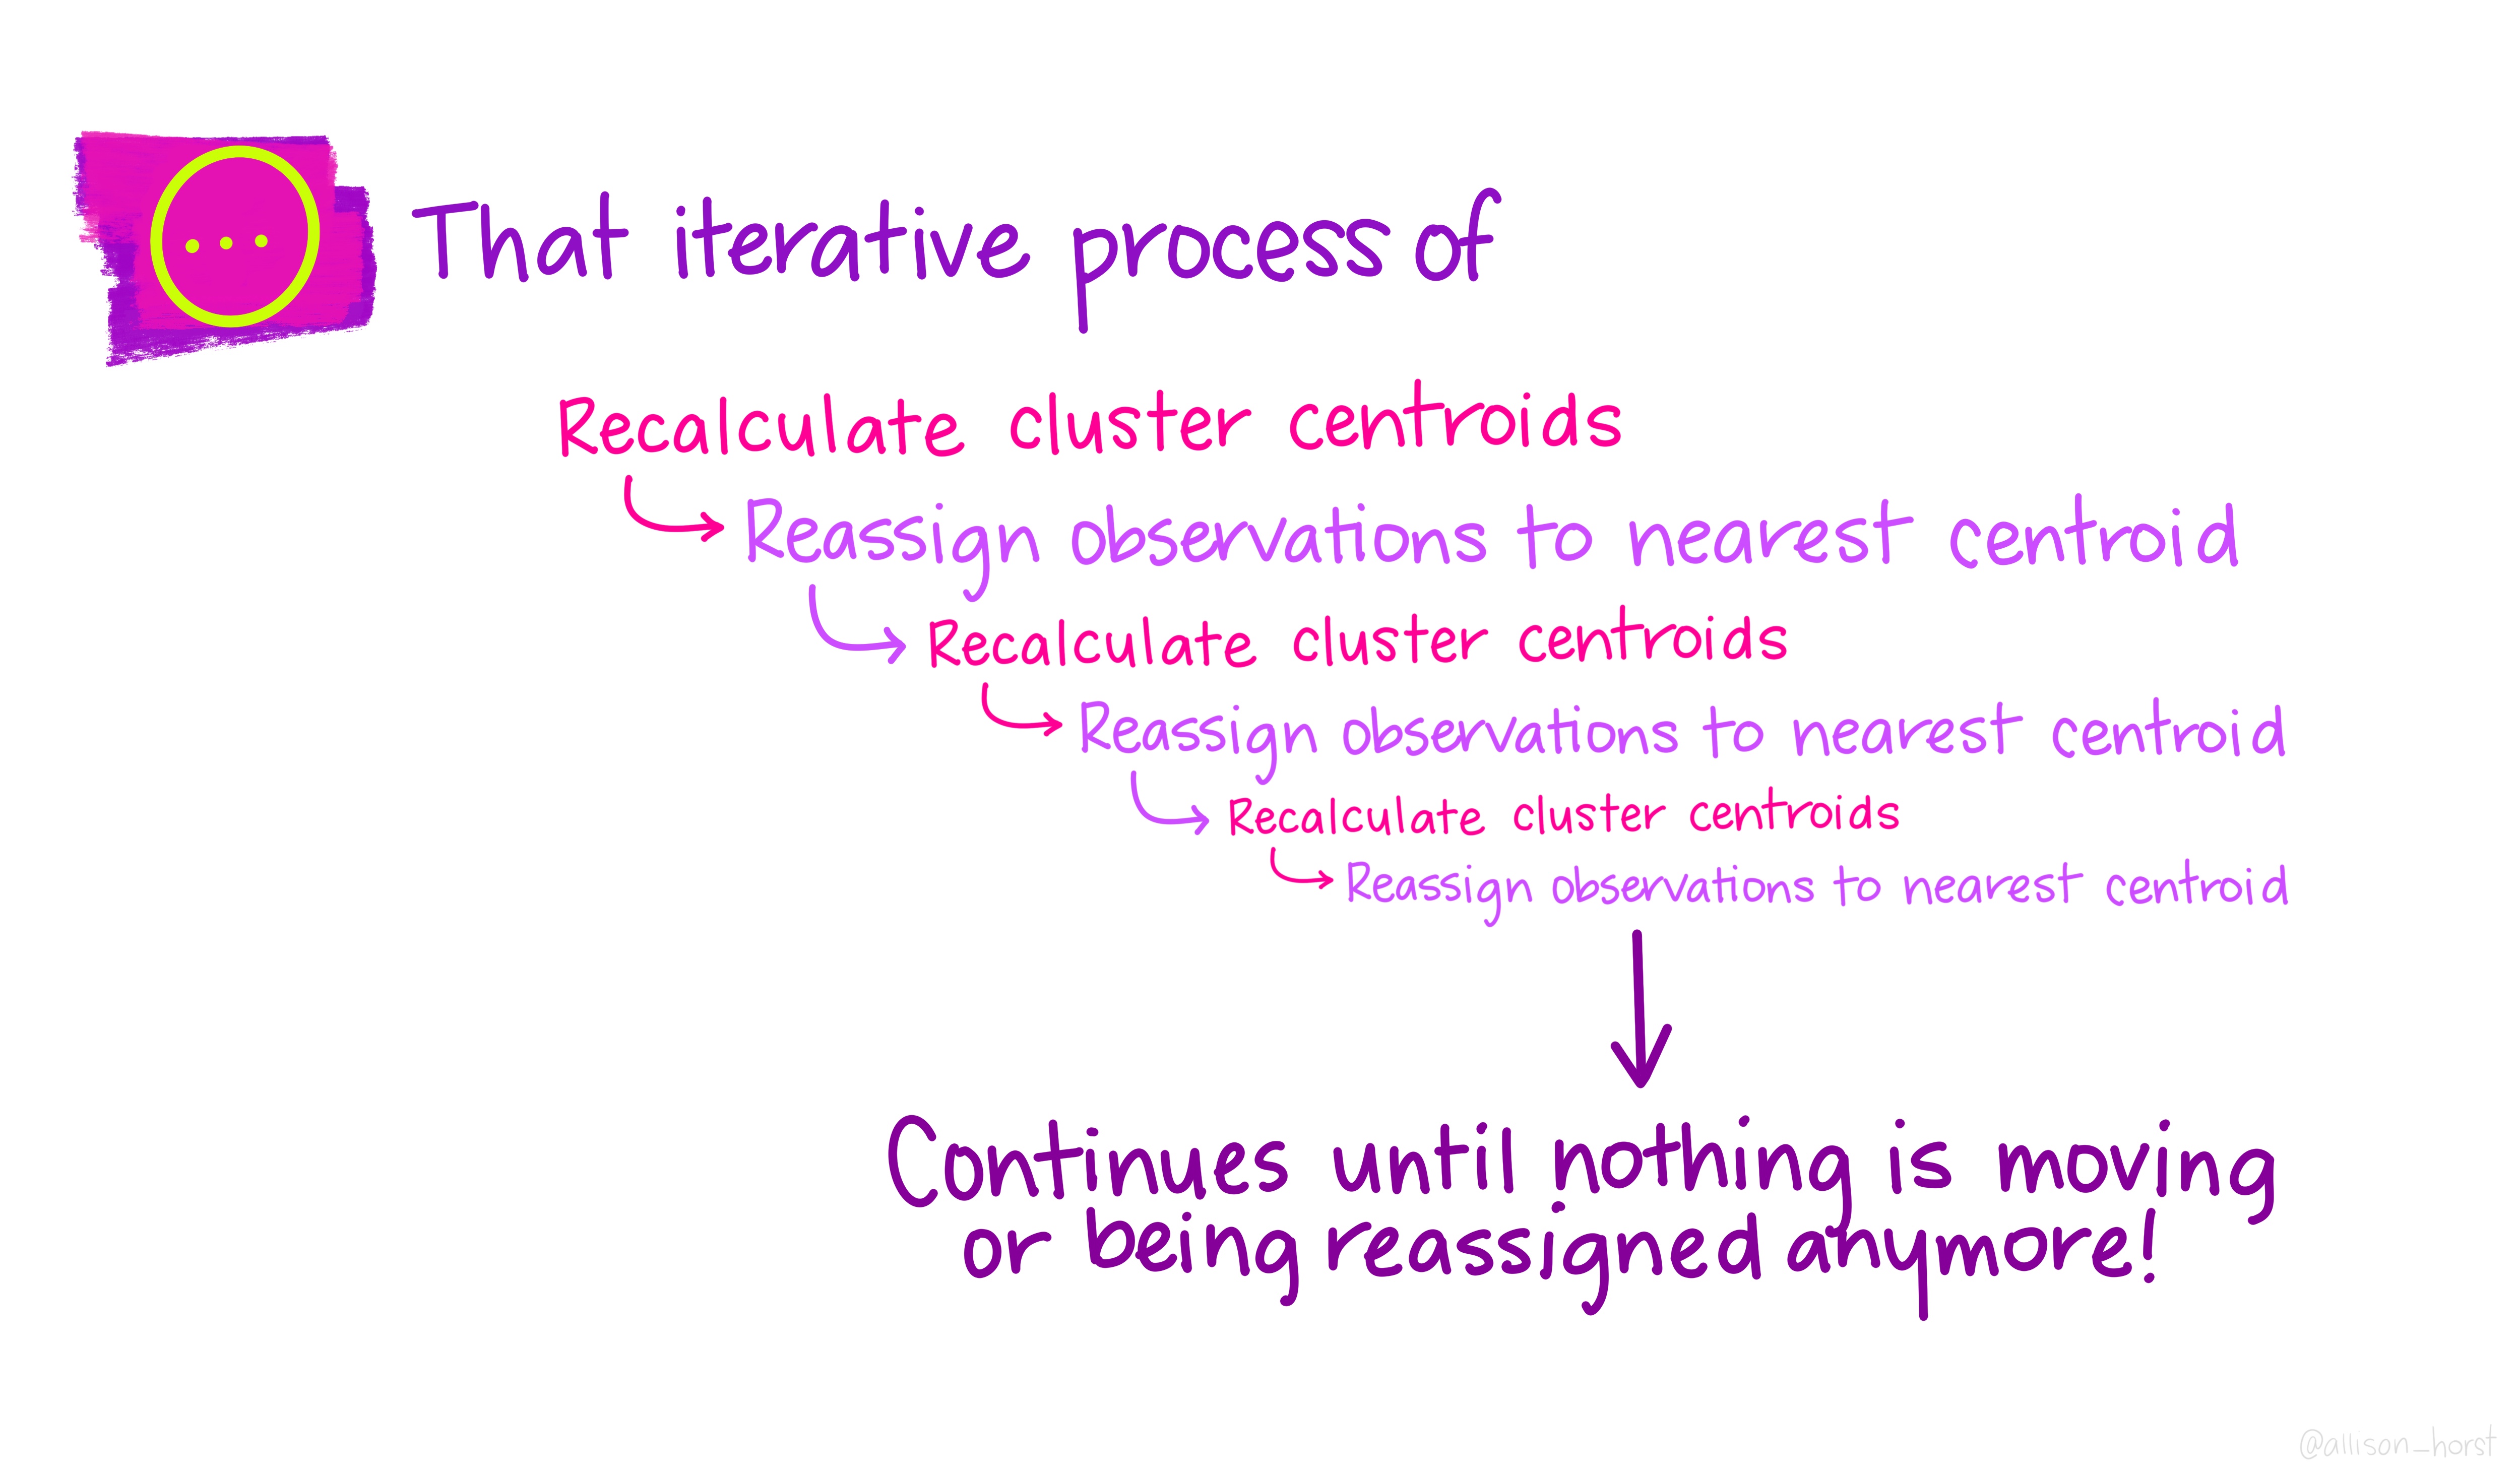 ...
That iterative process of
Recalculate cluster centroids
Reassign observations to nearest centroid
Recalculate cluster centroids
Reassign observations to nearest centroid
Recalculate cluster centroids
Reassign observations to nearest centroid
Continues until nothing is moving
or being reassigned anymore!
@allison_horst